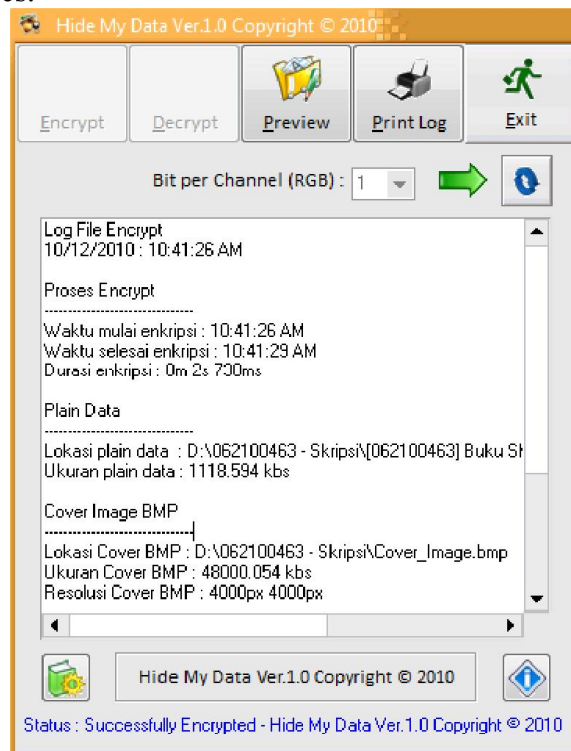 es.
Hide My Data Ver.1.0 Copyright © 2010
Encrypt Decrypt Preview Print Log Exit
Bit per Channel (RGB) : 1
Log File Encrypt
10/12/2010 : 10:41:26 AM
Proses Encrypt
--------------------------------
Waktu mulai enkripsi : 10:41:26 AM
Waktu selesai enkripsi : 10:41:29 AM
Durasi enkripsi : 0m 2s 700ms
Plain Data
--------------------------------
Lokasi plain data : D:\062100463 - Skripsi\[062100463] Buku
Ukuran plain data : 1118.594 kbs
Cover Image BMP
--------------------------------
Lokasi Cover BMP : D:\062100463 - Skripsi\Cover_Image.bmp
Ukuran Cover BMP : 48000.054 kbs
Resolusi Cover BMP : 4000px 4000px
Hide My Data Ver.1.0 Copyright © 2010
Status : Successfully Encrypted - Hide My Data Ver.1.0 Copyright © 2010